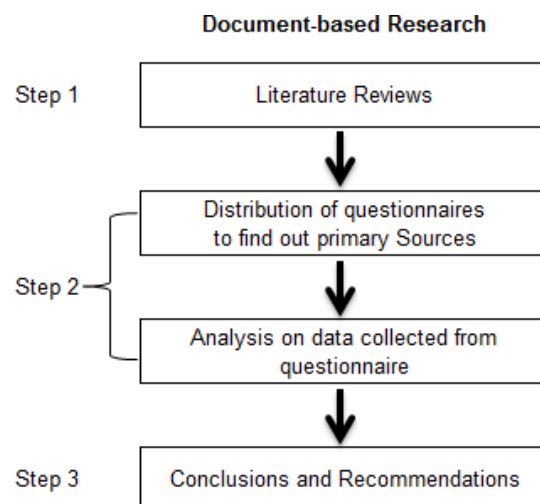 Document-based Research
Step 1
Literature Reviews
Distribution of questionnaires
to find out primary Sources
Step 2
Analysis on data collected from
questionnaire
Step 3
Conclusions and Recommendations